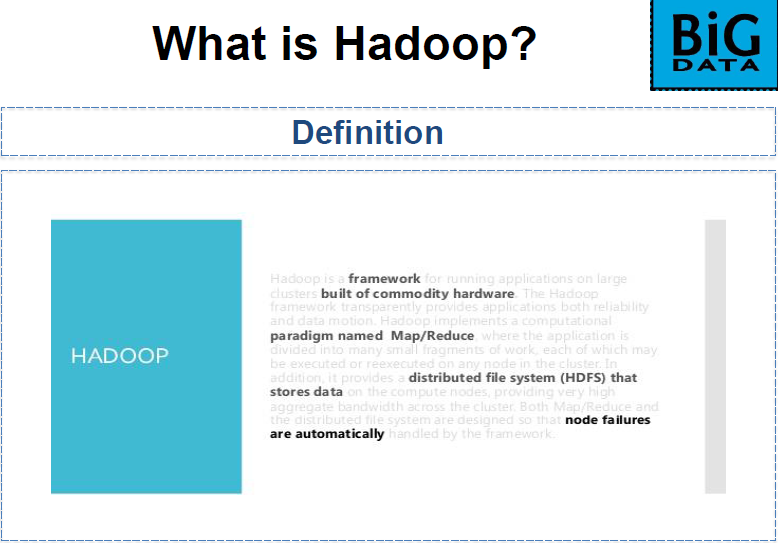 What is Hadoop?
BiG
DATA
Definition
HADOOP
Hadoop is a framework for running applications on large
clusters built of commodity hardware. The Hadoop
framework transparently provides applications both reliability
and data motion. Hadoop implements a computational
paradigm named Map/Reduce, where the application is
divided into many small fragments of work, each of which may
be executed or reexecuted on any node in the cluster. In
addition, it provides a distributed file system (HDFS) that
stores data on the compute nodes, providing very high
aggregate bandwidth across the cluster. Both Map/Reduce and
the distributed file system are designed so that node failures
are automatically handled by the framework.